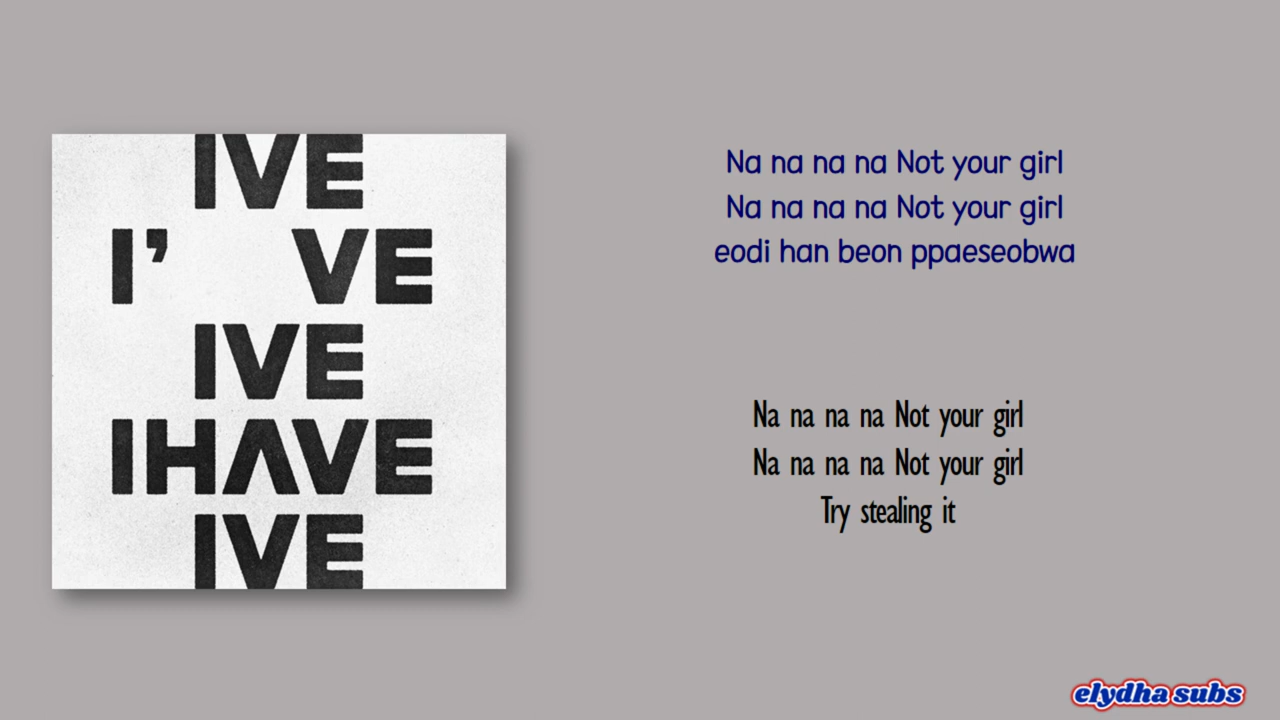 IVE
I’ VE
IVE
IHAVE
IVE
Na na na na Not your girl
Na na na na Not your girl
eodi han beon ppaeseobwa
Na na na na Not your girl
Na na na na Not your girl
Try stealing it
elydha subs